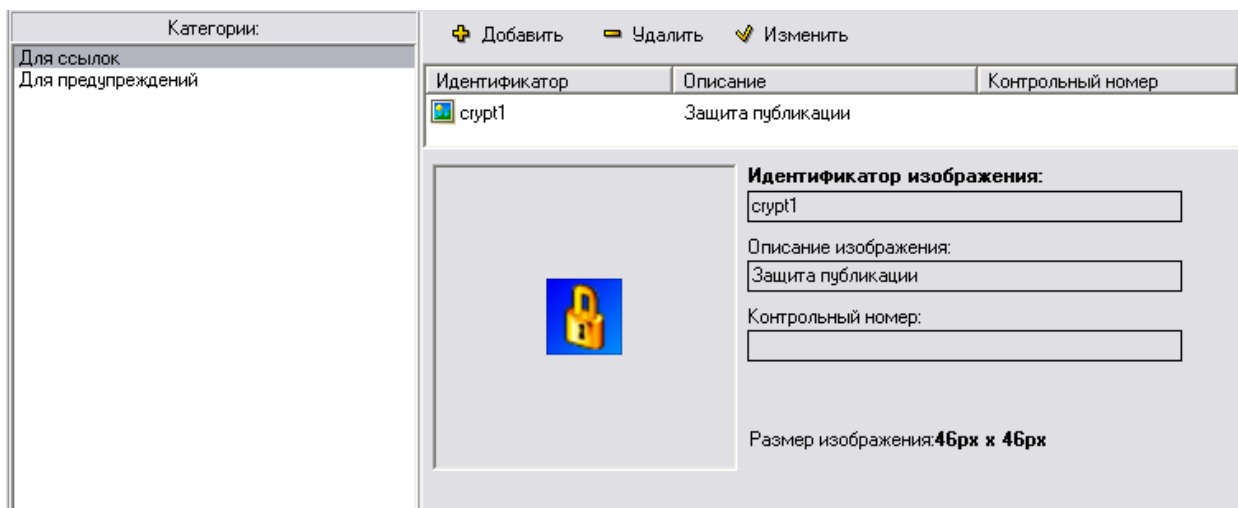 Категории:
Для ссылок
Для предупреждений
Добавить Удалить Изменить
Идентификатор Описание Контрольный номер
crypt1 Защита публикации
Идентификатор изображения:
crypt1
Описание изображения:
Защита публикации
Контрольный номер:
Размер изображения:46px x 46px